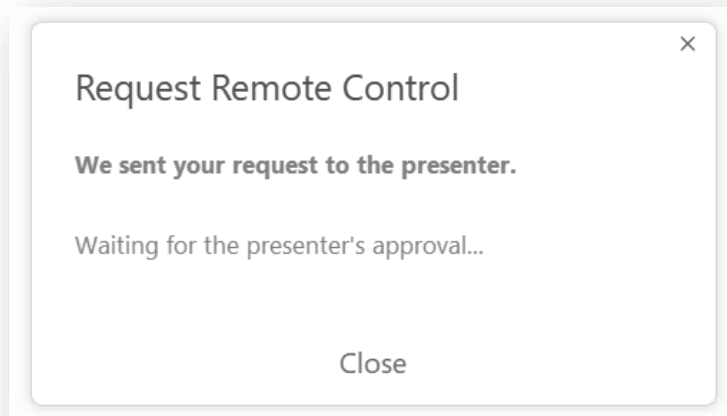 Request Remote Control
We sent your request to the presenter.
Waiting for the presenter's approval...
Close